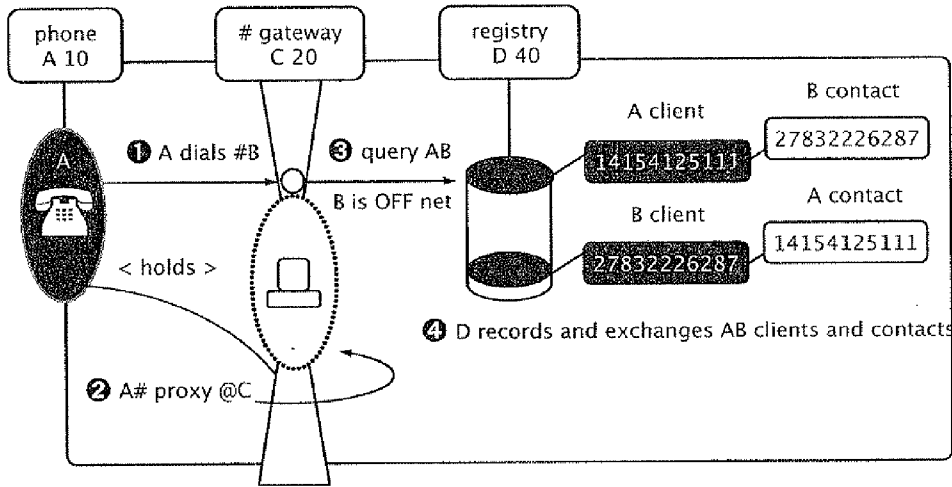 phone
A 10
# gateway
C 20
registry
D 40
A client
B contact
14154125111
27832226287
A
❶ A dials #B
❸ query AB
B is OFF net
B client
A contact
27832226287
14154125111
< holds >
❹ D records and exchanges AB clients and contacts
❷ A# proxy @C